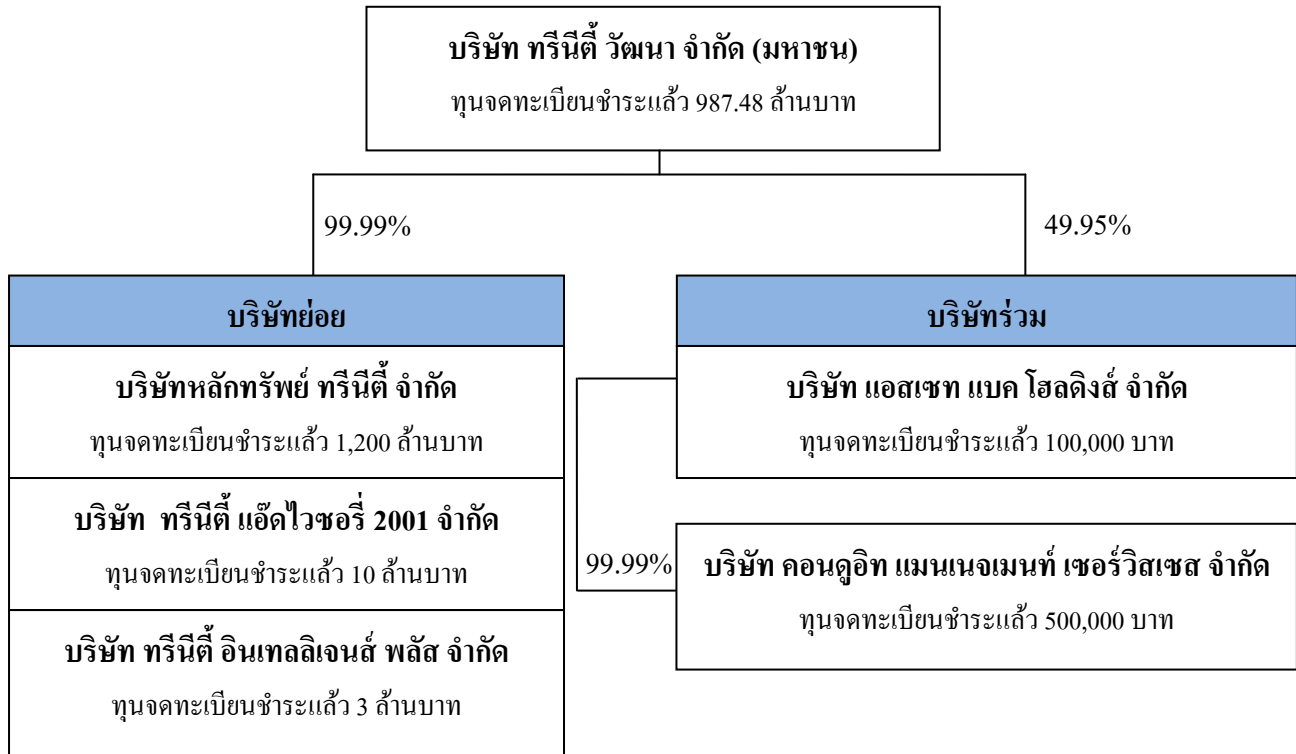 บริษัท ทรีนีตี้ วัฒนา จำกัด (มหาชน)
ทุนจดทะเบียนชำระแล้ว 987.48 ล้านบาท
99.99%
49.95%
บริษัทย่อย
บริษัทหลักทรัพย์ ทรีนีตี้ จำกัด
ทุนจดทะเบียนชำระแล้ว 1,200 ล้านบาท
บริษัท ทรีนีตี้ แอ๊ดไวซอรี่ 2001 จำกัด
ทุนจดทะเบียนชำระแล้ว 10 ล้านบาท
บริษัท ทรีนีตี้ อินเทลลิเจนส์ พลัส จำกัด
ทุนจดทะเบียนชำระแล้ว 3 ล้านบาท
บริษัทร่วม
บริษัท แอสเซท แบค โฮลดิงส์ จำกัด
ทุนจดทะเบียนชำระแล้ว 100,000 บาท
99.99%
บริษัท คอนดูอิท แมนเนจเมนท์ เซอร์วิสเซส จำกัด
ทุนจดทะเบียนชำระแล้ว 500,000 บาท